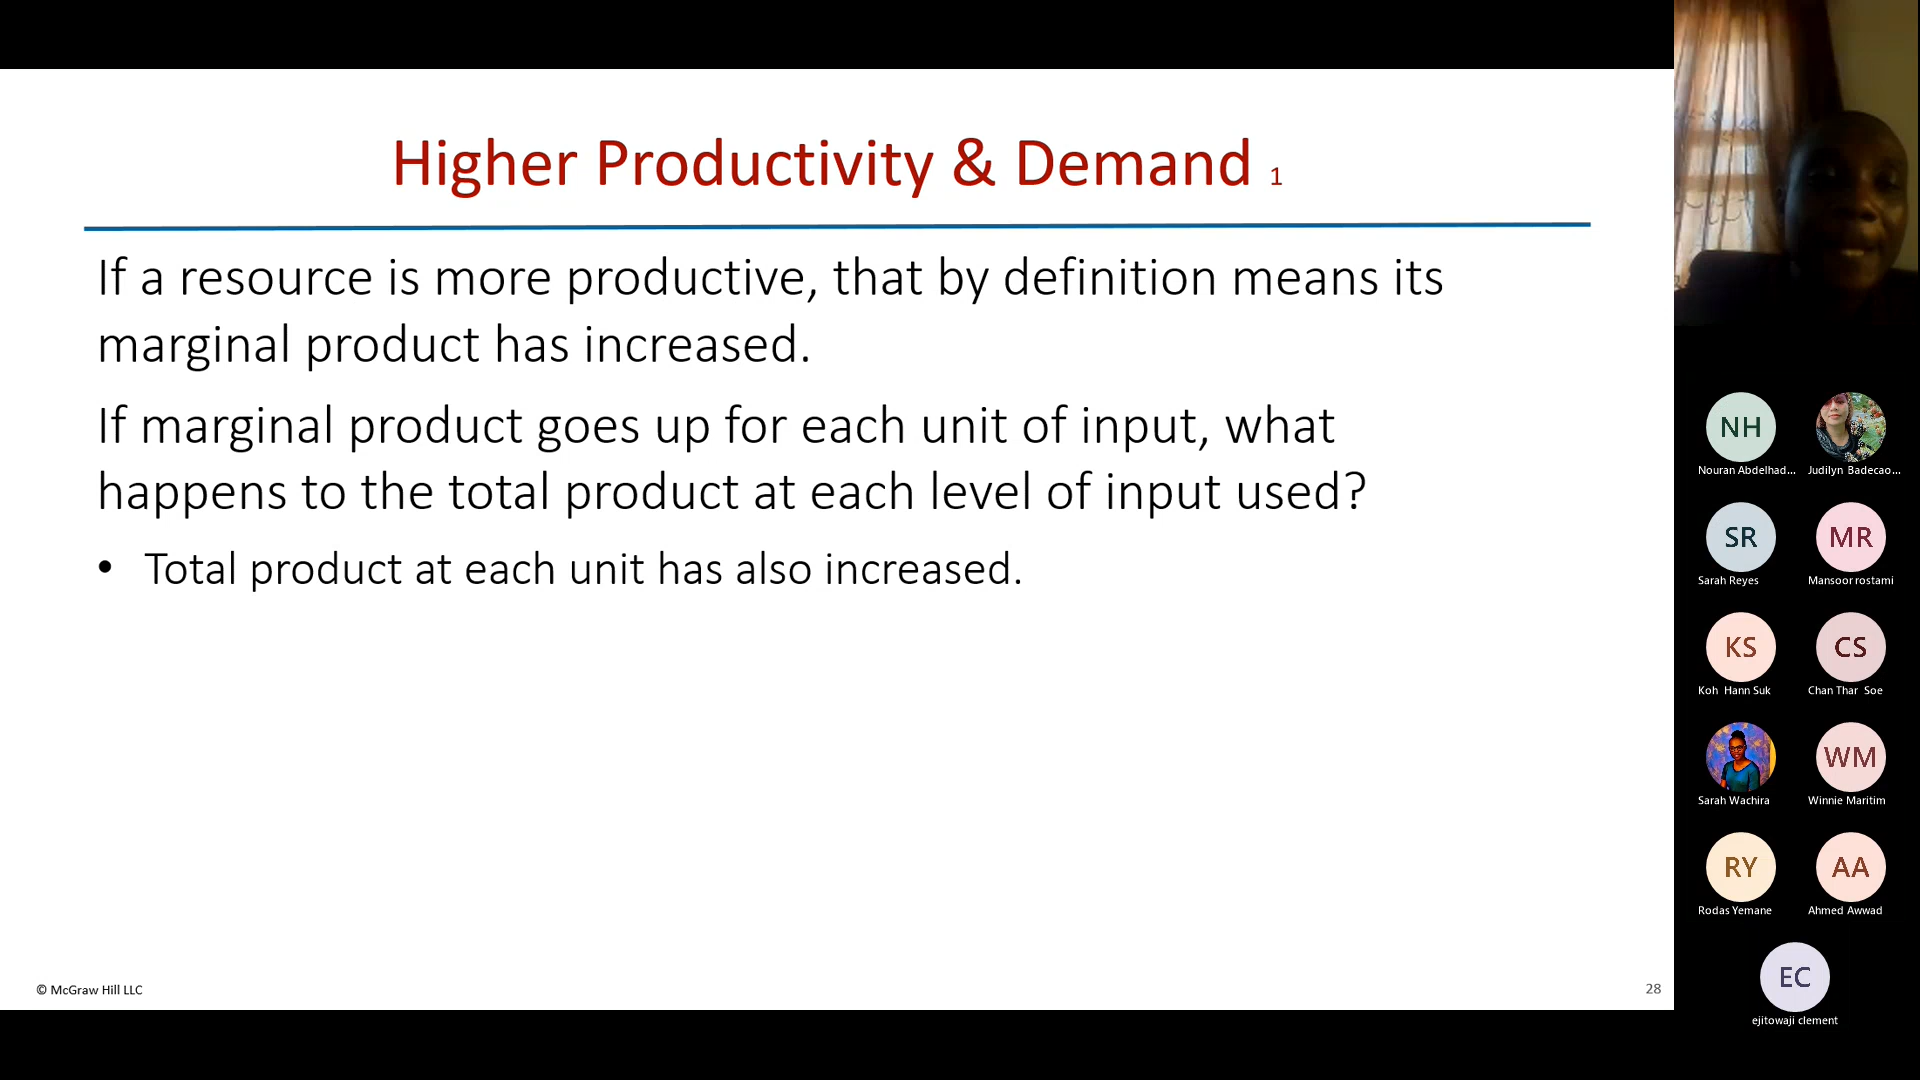 Higher Productivity & Demand 1
If a resource is more productive, that by definition means its
marginal product has increased.
If marginal product goes up for each unit of input, what
happens to the total product at each level of input used?
• Total product at each unit has also increased.
© McGraw Hill LLC
28
NH
Nouran Abdelhad...
Judilyn Badecao...
SR
Sarah Reyes
MR
Mansoor rostami
KS
Koh Hann Suk
CS
Chan Thar Soe
Sarah Wachira
WM
Winnie Maritim
RY
Rodas Yemane
AA
Ahmed Awwad
EC
ejitowaji clement